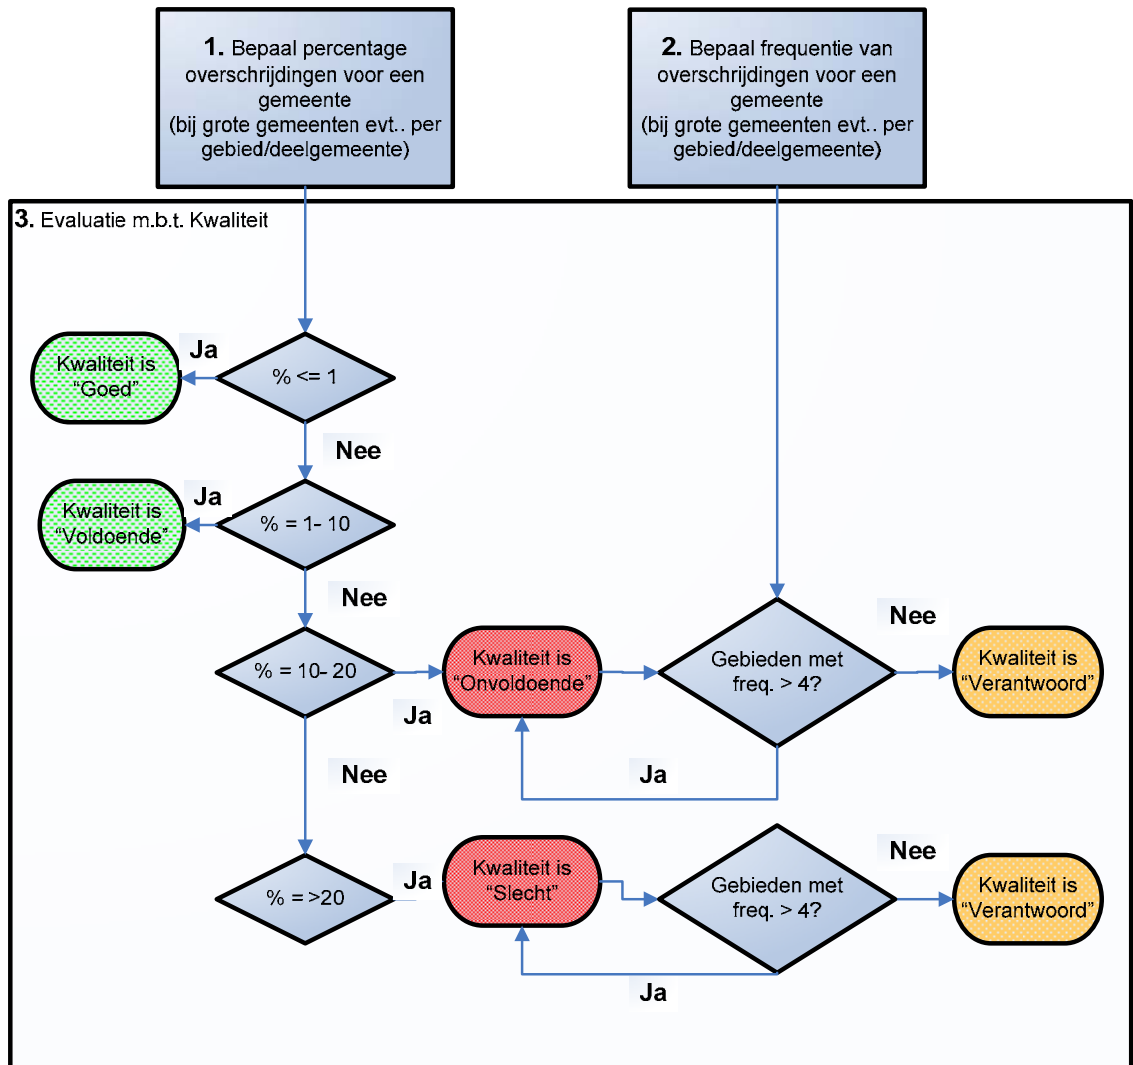 1. Bepaal percentage
overschrijdingen voor een
gemeente
(bij grote gemeenten evt.. per
gebied/deelgemeente)
2. Bepaal frequentie van
overschrijdingen voor een
gemeente
(bij grote gemeenten evt.. per
gebied/deelgemeente)
3. Evaluatie m.b.t. Kwaliteit
Kwaliteit is
“Goed”
Ja
% <= 1
Nee
Kwaliteit is
“Voldoende”
Ja
% = 1- 10
Nee
% = 10- 20
Ja
Kwaliteit is
“Onvoldoende”
Gebieden met
freq. > 4?
Nee
Kwaliteit is
“Verantwoord”
Ja
Nee
% = >20
Ja
Kwaliteit is
“Slecht”
Gebieden met
freq. > 4?
Nee
Kwaliteit is
“Verantwoord”
Ja